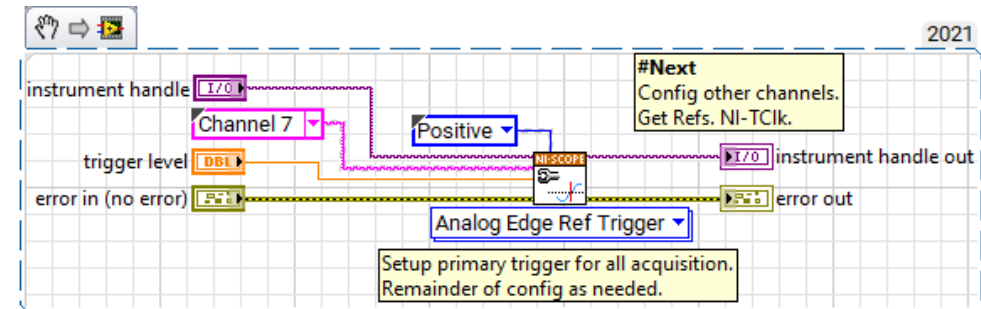 2021
#Next
Config other channels.
Get Refs. NI-TClk.
instrument handle
I/O
Channel 7
Positive
trigger level
DBL
NI-SCOPE
I/O
instrument handle out
error in (no error)
error out
Analog Edge Ref Trigger
Setup primary trigger for all acquisition.
Remainder of config as needed.